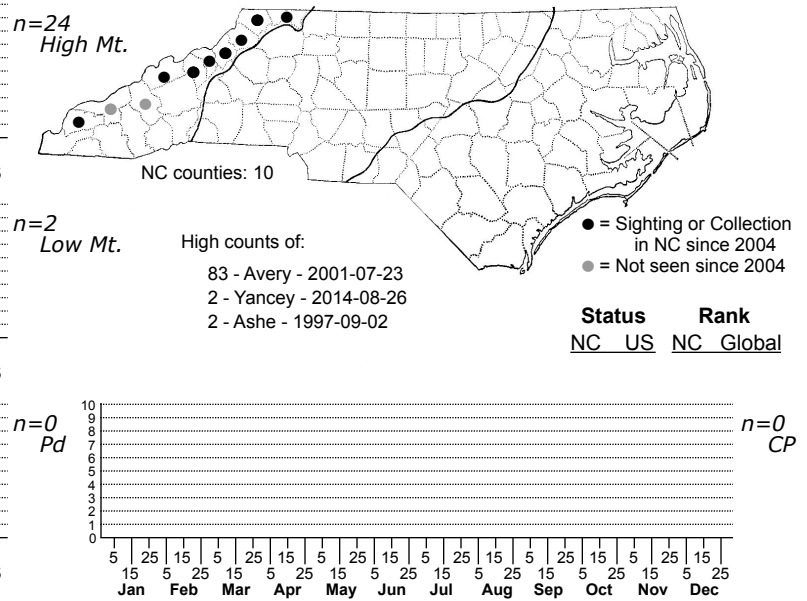 n=24
High Mt.
NC counties: 10
n=2
Low Mt.
High counts of:
83 - Avery - 2001-07-23
2 - Yancey - 2014-08-26
2 - Ashe - 1997-09-02
= Sighting or Collection
in NC since 2004
= Not seen since 2004
Status Rank
NC US NC Global
n=0
Pd
10
9
8
7
6
5
4
3
2
1
0
n=0
CP
5 25 15 5 25 15 5 25 15 5 25 15 5 25 15 5 25 15
15 5 25 15 5 25 15 5 25 15 5 25 15 5 25 15 5 25
Jan Feb Mar Apr May Jun Jul Aug Sep Oct Nov Dec